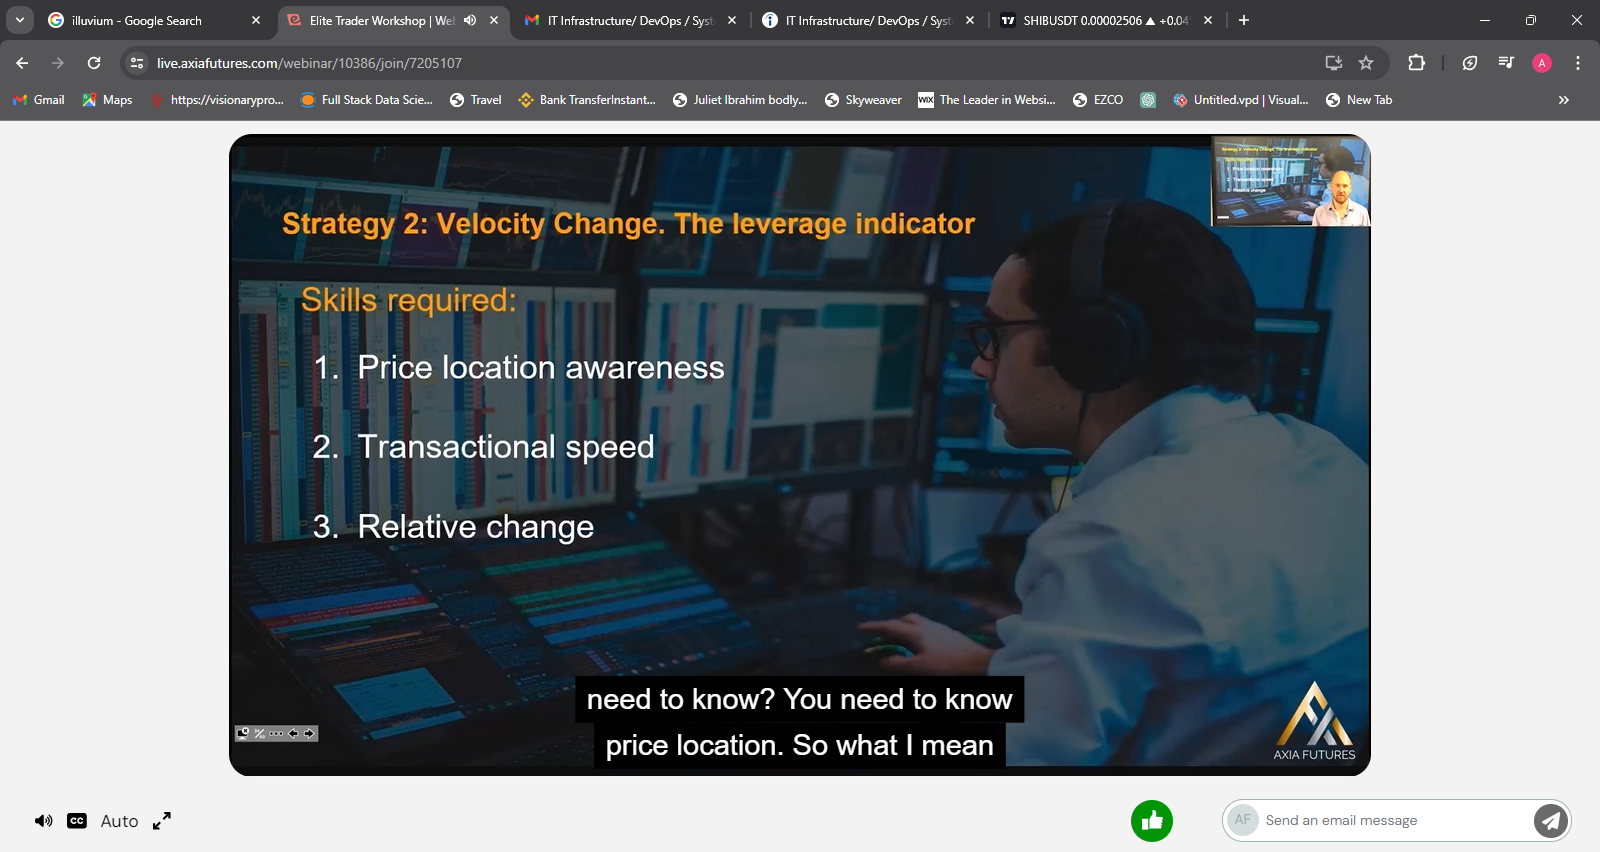 illuvium - Google Search
Elite Trader Workshop | Web
IT Infrastructure/ DevOps / Syst
IT Infrastructure/ DevOps / Syst
SHIBUSDT 0.00002506 ▲ +0.04
live.axiafutures.com/webinar/10386/join/7205107
A
Gmail
Maps
https://visionarypro...
Full Stack Data Scie...
Travel
Bank TransferInstant...
Juliet Ibrahim bodly...
Skyweaver
WIX
The Leader in Websi...
EZCO
Untitled.vpd | Visual...
New Tab
Strategy 2: Velocity Change. The leverage indicator
Skills required:
1. Price location awareness
2. Transactional speed
3. Relative change
need to know? You need to know
price location. So what I mean
AXIA FUTURES
CC
Auto
AF
Send an email message